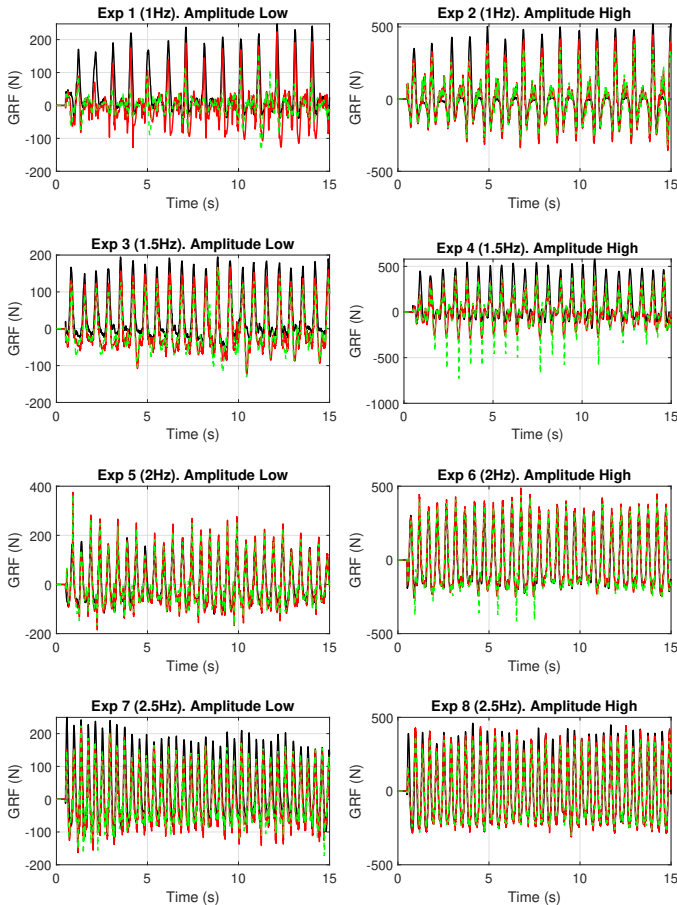 Exp 1 (1Hz). Amplitude Low
GRF (N)
200
100
0
-100
-200
0
5
10
15
Time (s)
Exp 2 (1Hz). Amplitude High
GRF (N)
500
0
-500
0
5
10
15
Time (s)
Exp 3 (1.5Hz). Amplitude Low
GRF (N)
200
100
0
-100
-200
0
5
10
15
Time (s)
Exp 4 (1.5Hz). Amplitude High
GRF (N)
500
0
-500
-1000
0
5
10
15
Time (s)
Exp 5 (2Hz). Amplitude Low
GRF (N)
400
200
0
-200
0
5
10
15
Time (s)
Exp 6 (2Hz). Amplitude High
GRF (N)
500
0
-500
0
5
10
15
Time (s)
Exp 7 (2.5Hz). Amplitude Low
GRF (N)
200
100
0
-100
-200
0
5
10
15
Time (s)
Exp 8 (2.5Hz). Amplitude High
GRF (N)
500
0
-500
0
5
10
15
Time (s)